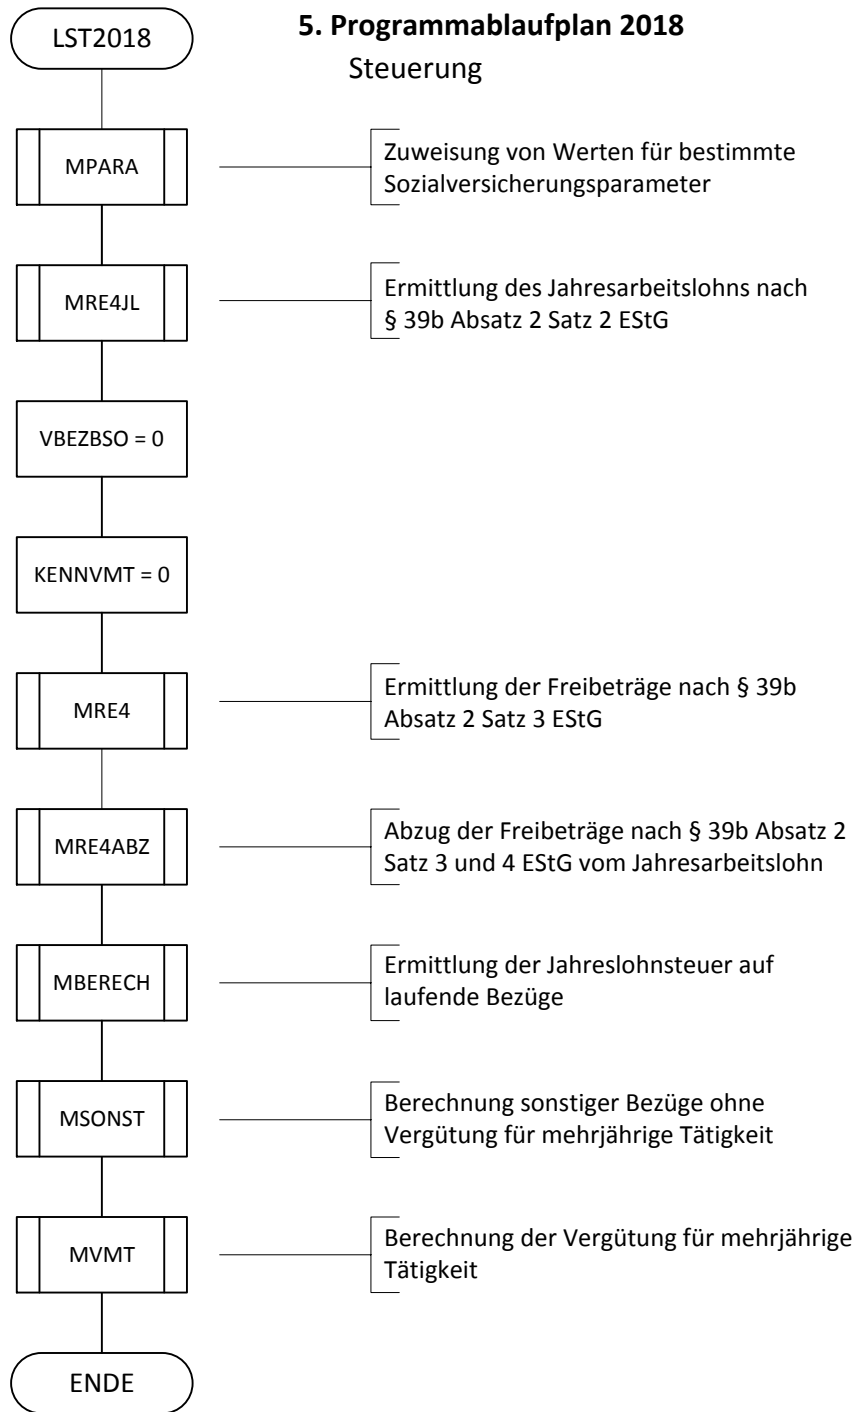 LST2018
5. Programmablaufplan 2018
Steuerung
MPARA
Zuweisung von Werten für bestimmte
Sozialversicherungsparameter
MRE4JL
Ermittlung des Jahresarbeitslohns nach
§ 39b Absatz 2 Satz 2 EStG
VBEZBSO = 0
KENNVMT = 0
MRE4
Ermittlung der Freibeträge nach § 39b
Absatz 2 Satz 3 EStG
MRE4ABZ
Abzug der Freibeträge nach § 39b Absatz 2
Satz 3 und 4 EStG vom Jahresarbeitslohn
MBERECH
Ermittlung der Jahreslohnsteuer auf
laufende Bezüge
MSONST
Berechnung sonstiger Bezüge ohne
Vergütung für mehrjährige Tätigkeit
MVMT
Berechnung der Vergütung für mehrjährige
Tätigkeit
ENDE